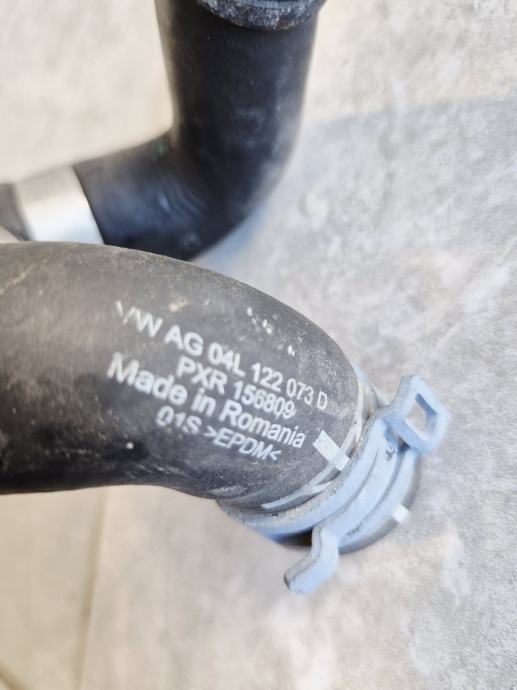 VW AG 04L 122 073 D
PXR 156809
Made in Romania
01S >EPDM<